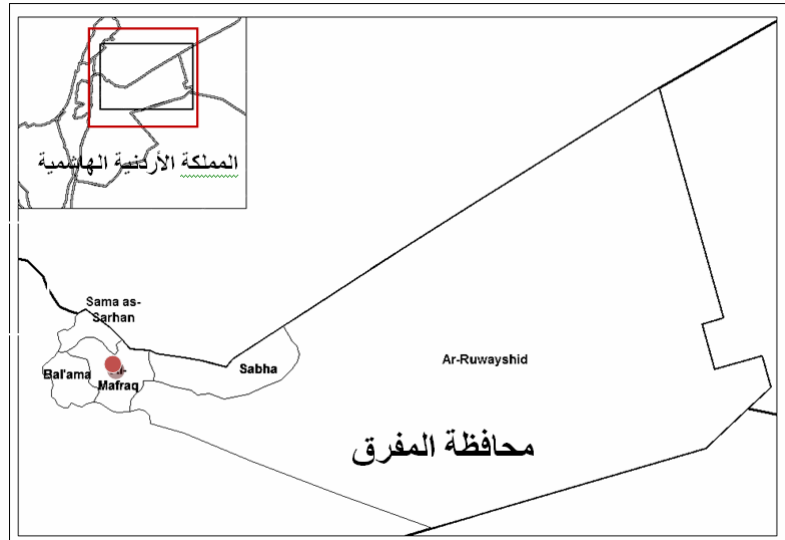 المملكة الأردنية الهاشمية
Sama as-
Sarhan
Bal'ama
Mafraq
Sabha
Ar-Ruwayshid
محافظة المفرق